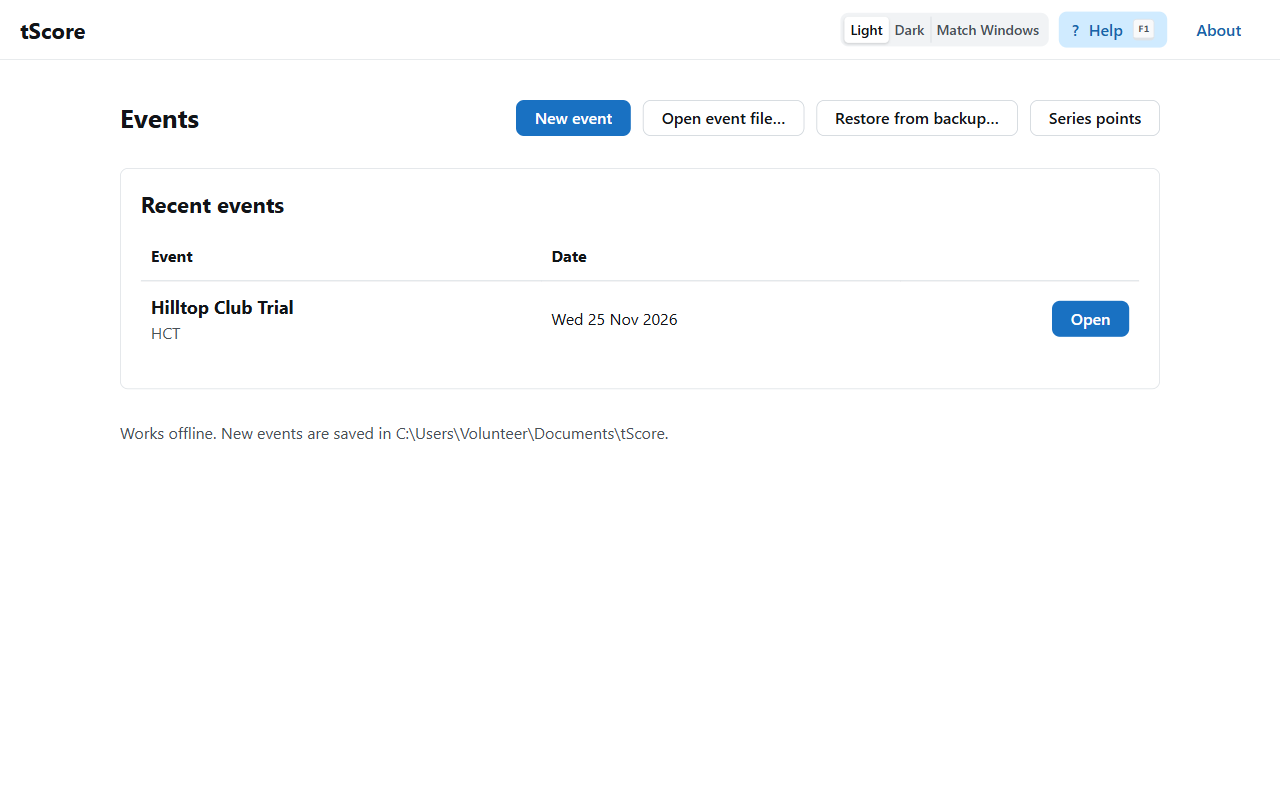 tScore
Light Dark Match Windows ? Help F1 About
Events
New event Open event file... Restore from backup... Series points
Recent events
Event Date
Hilltop Club Trial
HCT
Wed 25 Nov 2026
Open
Works offline. New events are saved in C:\Users\Volunteer\Documents\tScore.